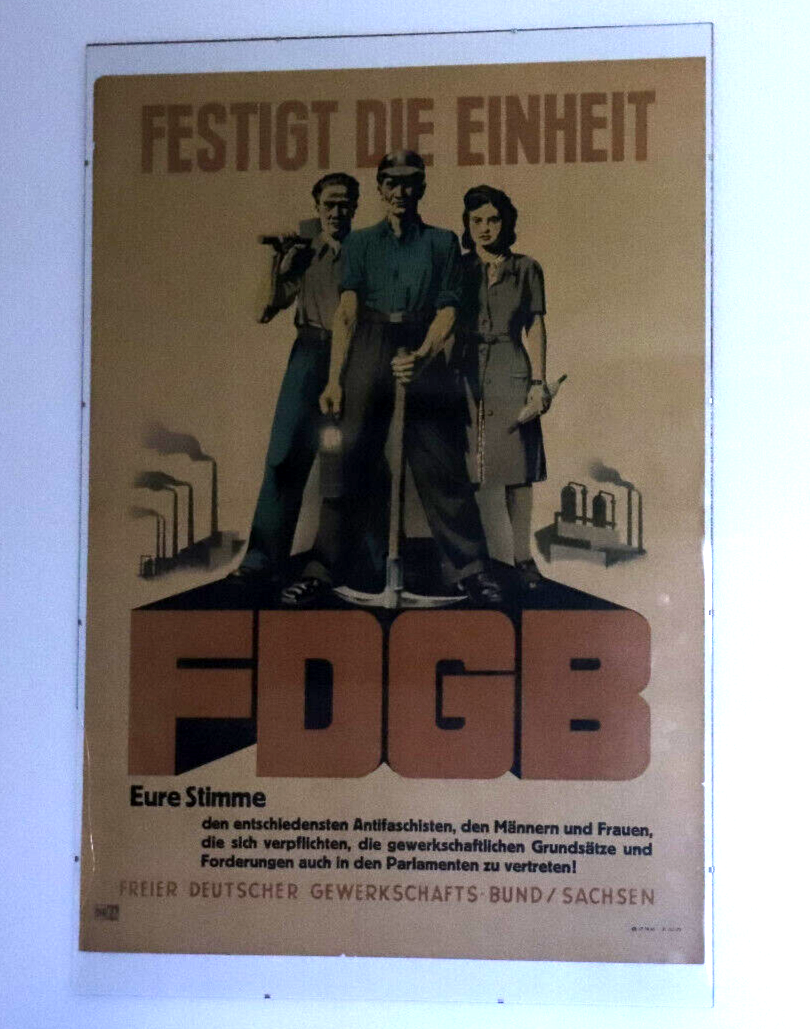 FESTIGT DIE EINHEIT
FDGB
Eure Stimme
den entschiedensten Antifaschisten, den Männern und Frauen,
die sich verpflichten, die gewerkschaftlichen Grundsätze und
Forderungen auch in den Parlamenten zu vertreten!
FREIER DEUTSCHER GEWERKSCHAFTS-BUND/SACHSEN